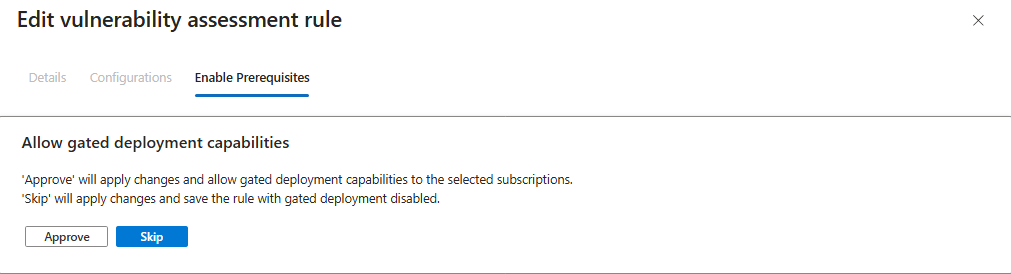 Edit vulnerability assessment rule
Details Configurations Enable Prerequisites
Allow gated deployment capabilities
'Approve' will apply changes and allow gated deployment capabilities to the selected subscriptions.
'Skip' will apply changes and save the rule with gated deployment disabled.
Approve Skip